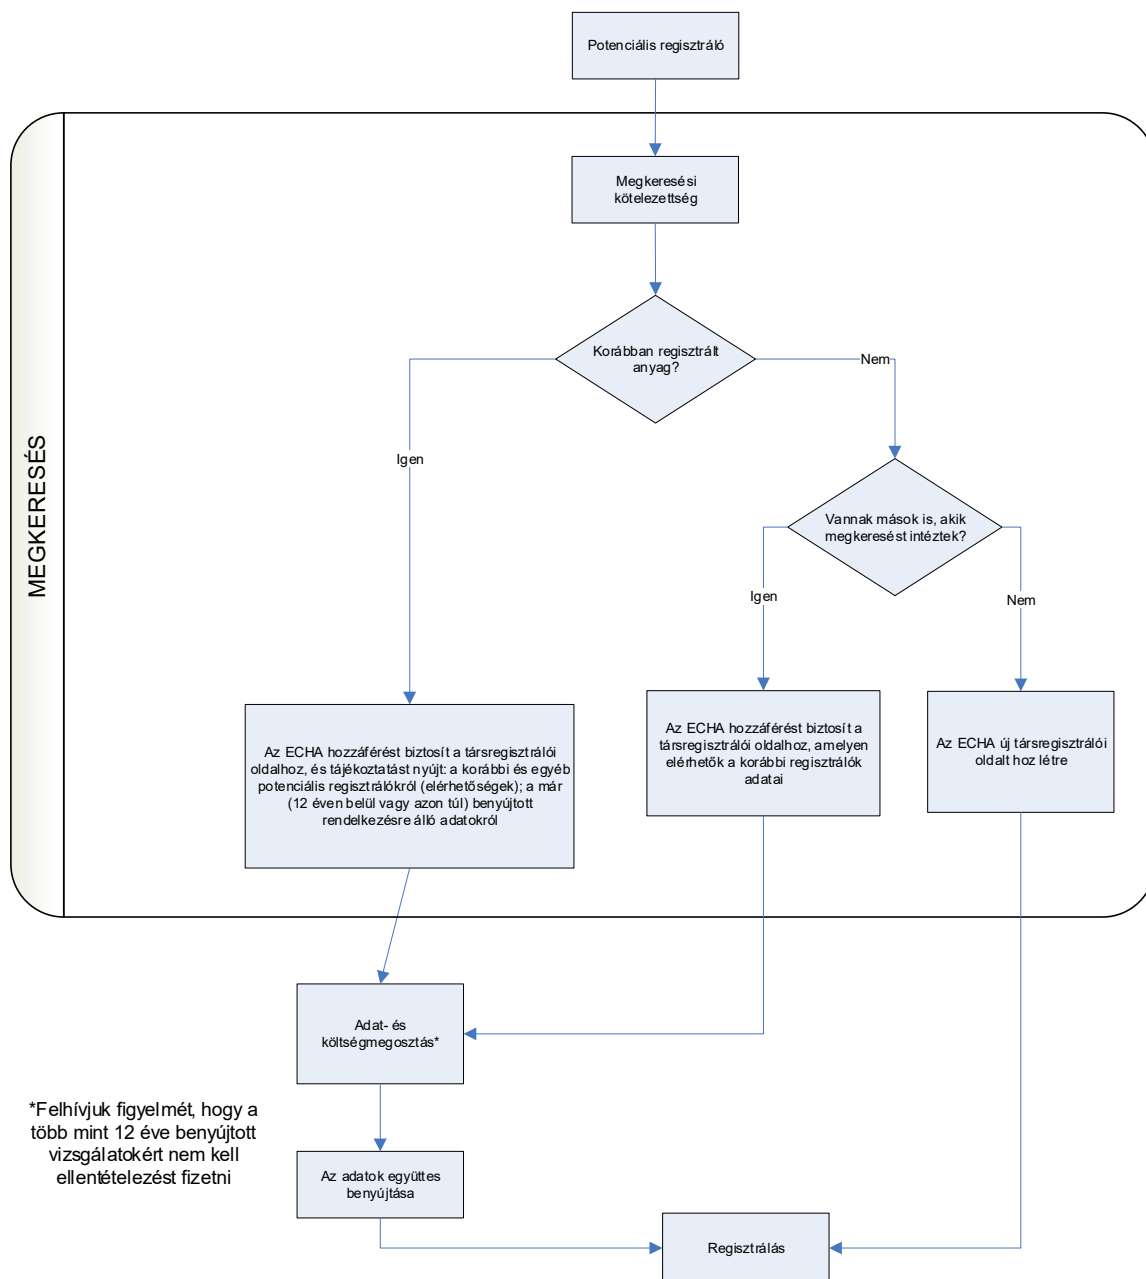 Potenciális regisztráló
MEGKERESÉS
Megkeresési
kötelezettség
Korábban regisztrált
anyag?
Nem
Igen
Vannak mások is, akik
megkeresést intéztek?
Igen
Nem
Az ECHA hozzáférést biztosít a társregisztrálói
oldalhoz, és tájékoztatást nyújt: a korábbi és egyéb
potenciális regisztrálókról (elérhetőségek); a már
(12 éven belül vagy azon túl) benyújtott
rendelkezésre álló adatokról
Az ECHA hozzáférést biztosít a
társregisztrálói oldalhoz, amelyen
elérhetők a korábbi regisztrálók
adatai
Az ECHA új társregisztrálói
oldalt hoz létre
Adat- és
költségmegosztás*
*Felhívjuk figyelmét, hogy a
több mint 12 éve benyújtott
vizsgálatokért nem kell
ellentételezést fizetni
Az adatok együttes
benyújtása
Regisztrálás